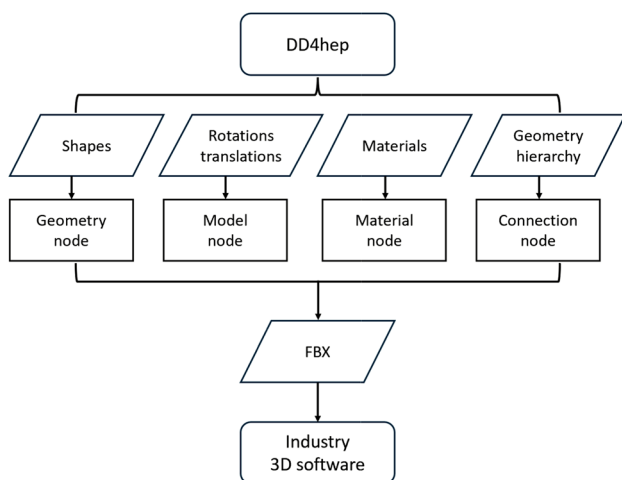 DD4hep
Shapes
Rotations
translations
Materials
Geometry
hierarchy
Geometry
node
Model
node
Material
node
Connection
node
FBX
Industry
3D software